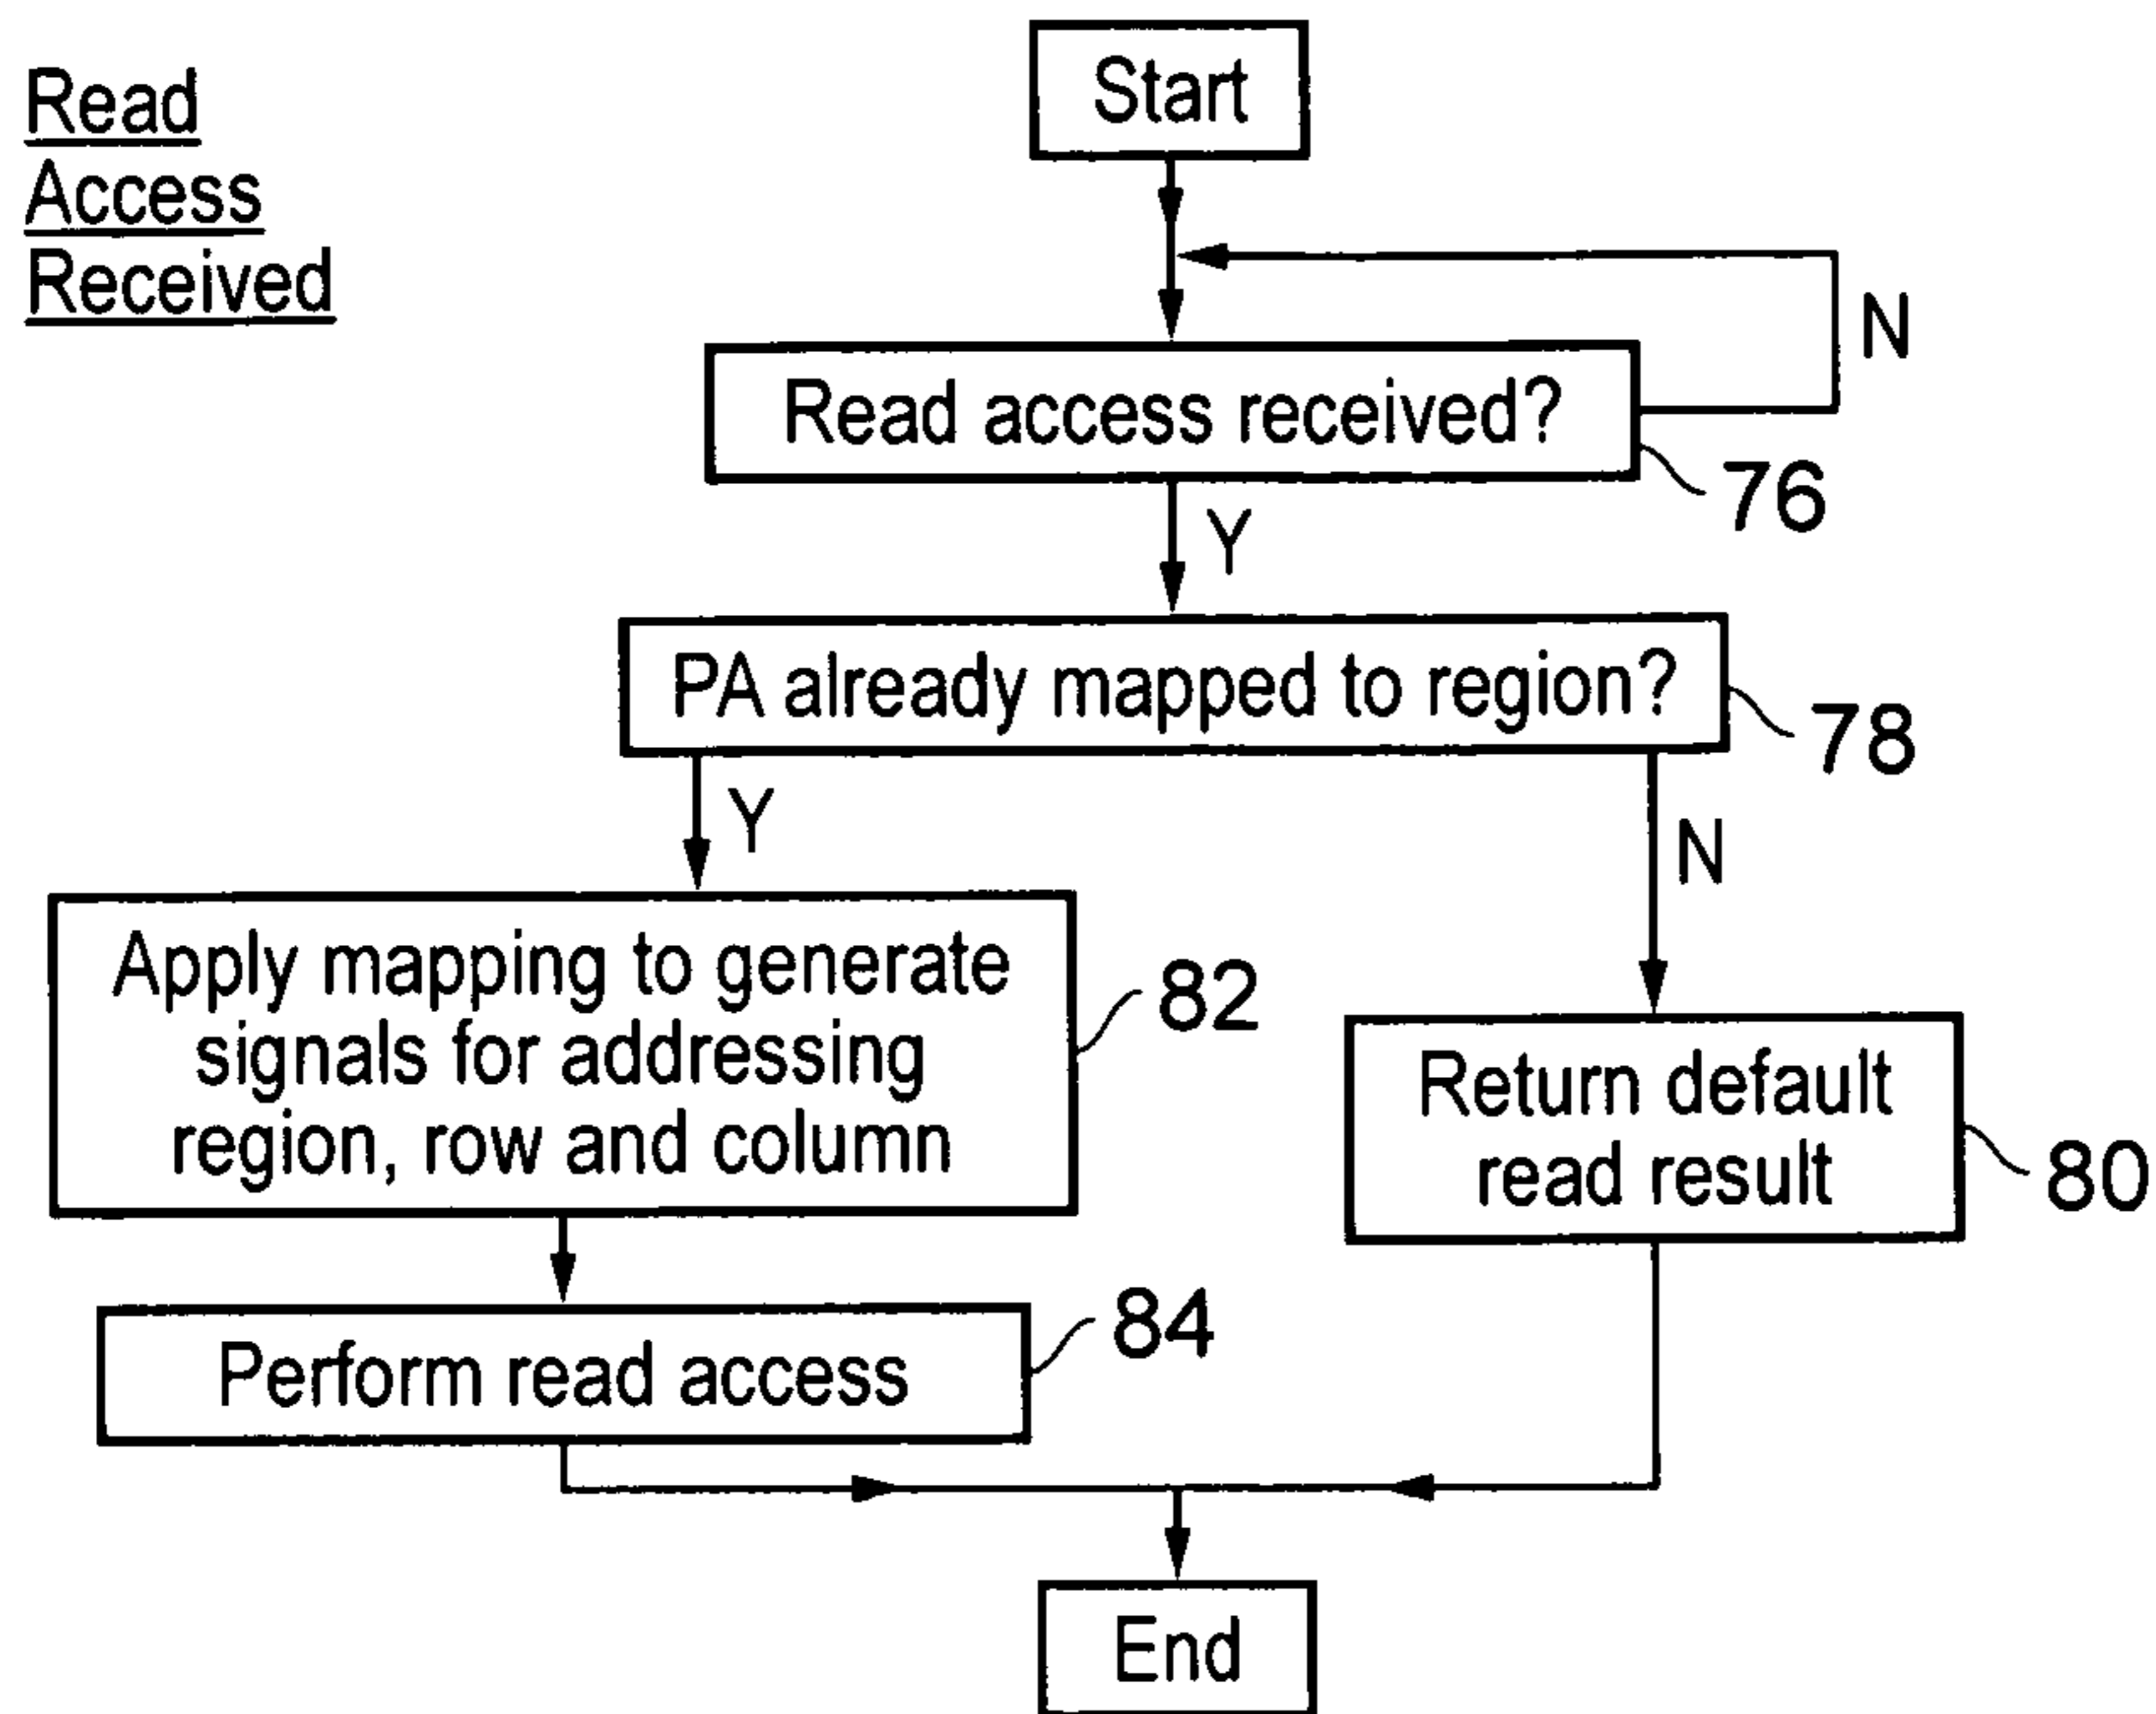 Read
Access
Received
Start
N
Read access received?
76
Y
PA already mapped to region?
78
Y
N
Apply mapping to generate
signals for addressing
region, row and column
82
Return default
read result
80
Perform read access
84
End